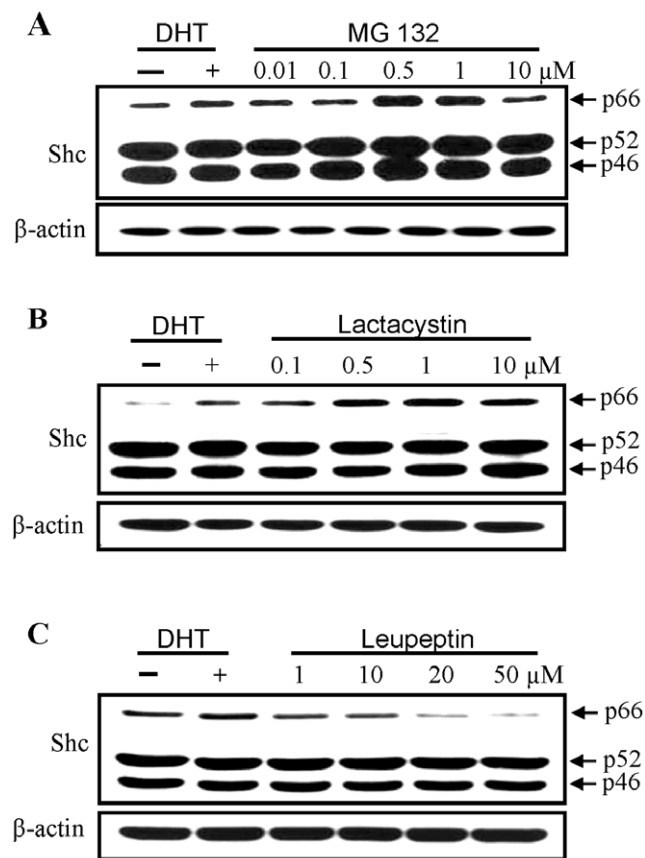 A
DHT MG 132
− + 0.01 0.1 0.5 1 10 µM
p66
Shc
p52
p46
β-actin
B
DHT Lactacystin
− + 0.1 0.5 1 10 µM
p66
Shc
p52
p46
β-actin
C
DHT Leupeptin
− + 1 10 20 50 µM
p66
Shc
p52
p46
β-actin